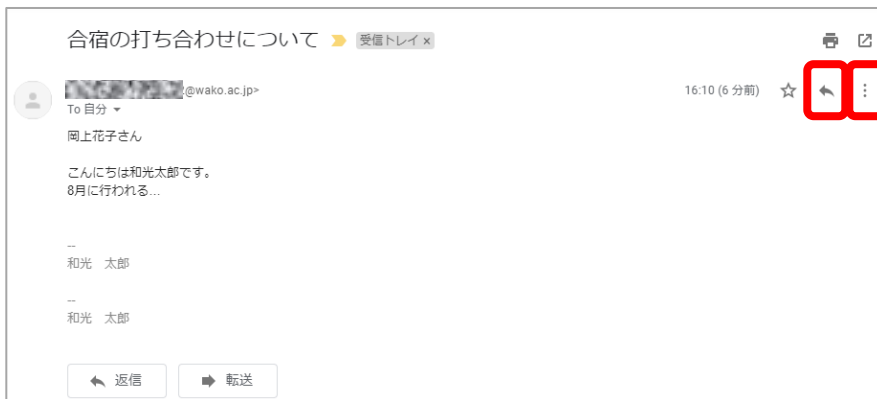 合宿の打ち合わせについて 受信トレイ ×
@wako.ac.jp> 16:10 (6 分前)
To 自分
岡上花子さん
こんにちは和光太郎です。
8月に行われる...
--
和光 太郎
--
和光 太郎
返信 転送